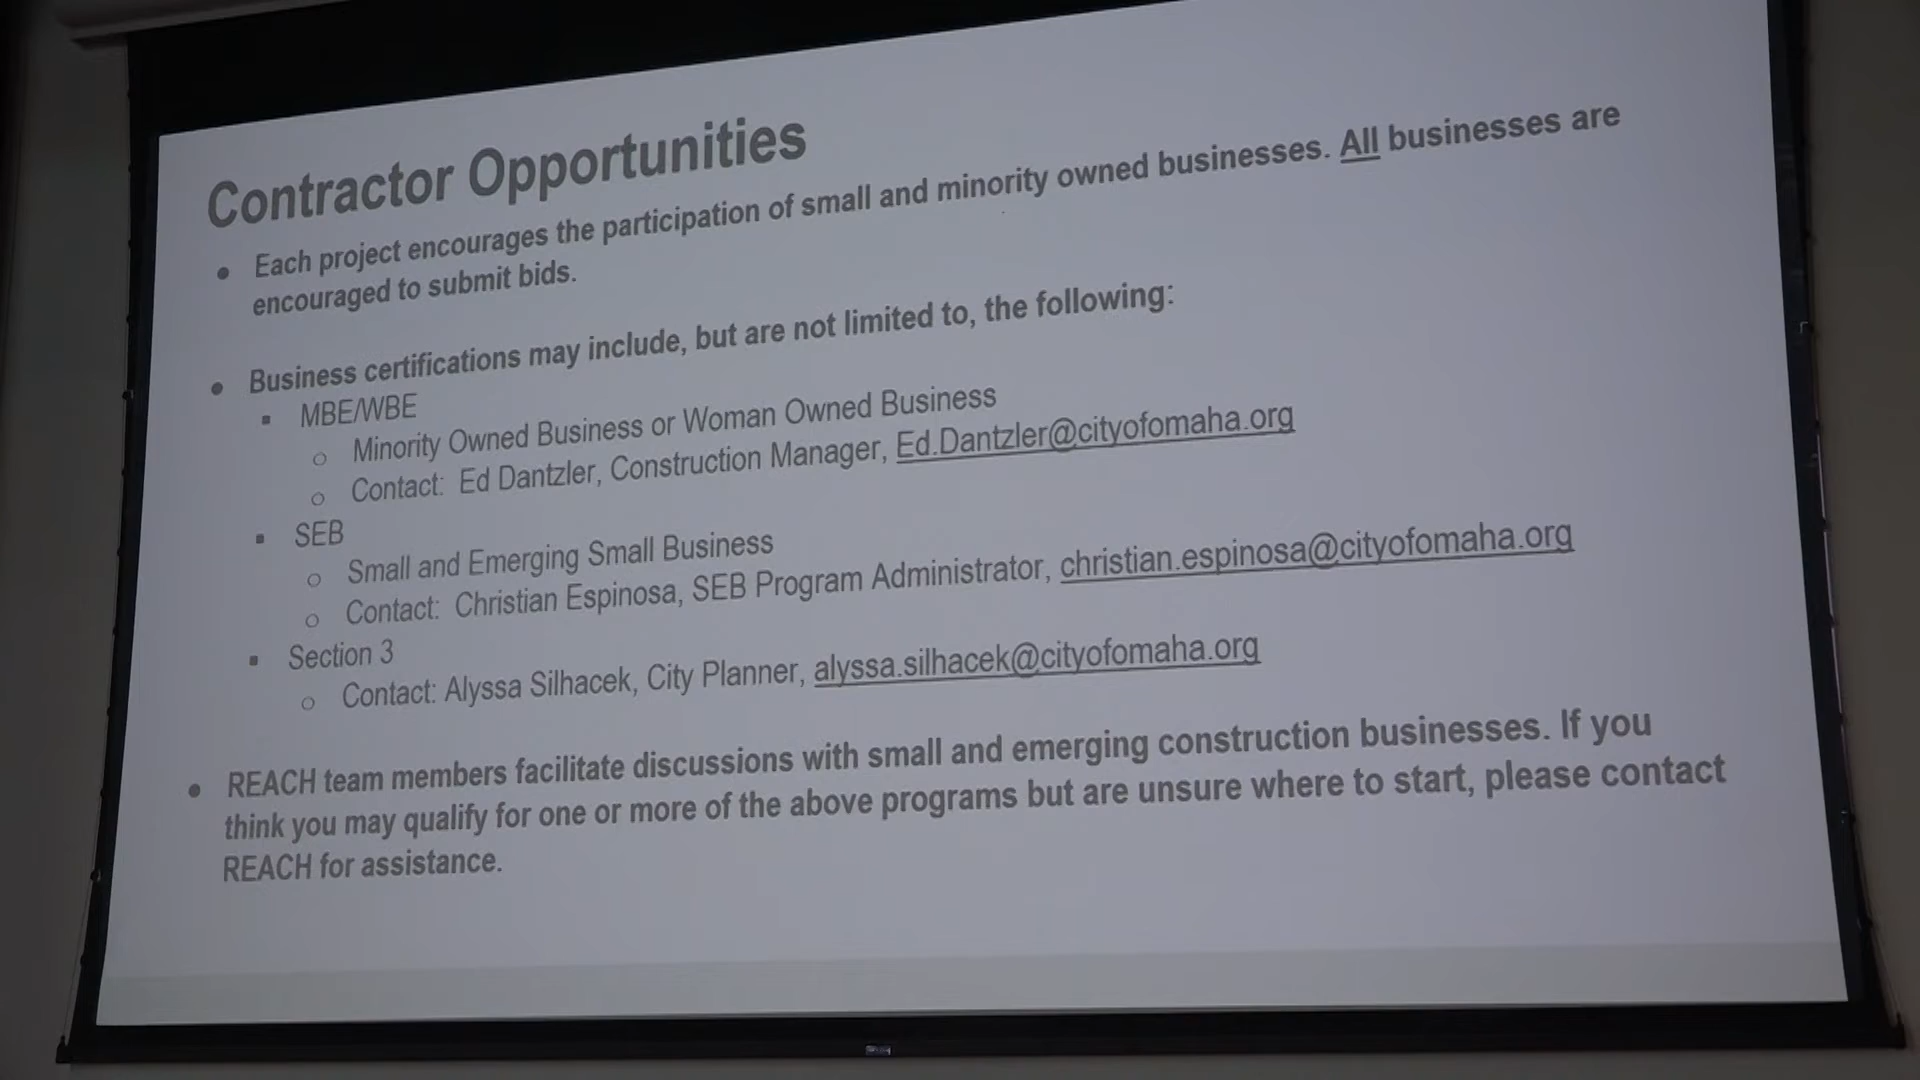 Contractor Opportunities
• Each project encourages the participation of small and minority owned businesses. All businesses are
encouraged to submit bids.
• Business certifications may include, but are not limited to, the following:
▪ MBE/WBE
○ Minority Owned Business or Woman Owned Business
○ Contact: Ed Dantzler, Construction Manager, Ed.Dantzler@cityofomaha.org
▪ SEB
○ Small and Emerging Small Business
○ Contact: Christian Espinosa, SEB Program Administrator, christian.espinosa@cityofomaha.org
▪ Section 3
○ Contact: Alyssa Silhacek, City Planner, alyssa.silhacek@cityofomaha.org
• REACH team members facilitate discussions with small and emerging construction businesses. If you
think you may qualify for one or more of the above programs but are unsure where to start, please contact
REACH for assistance.